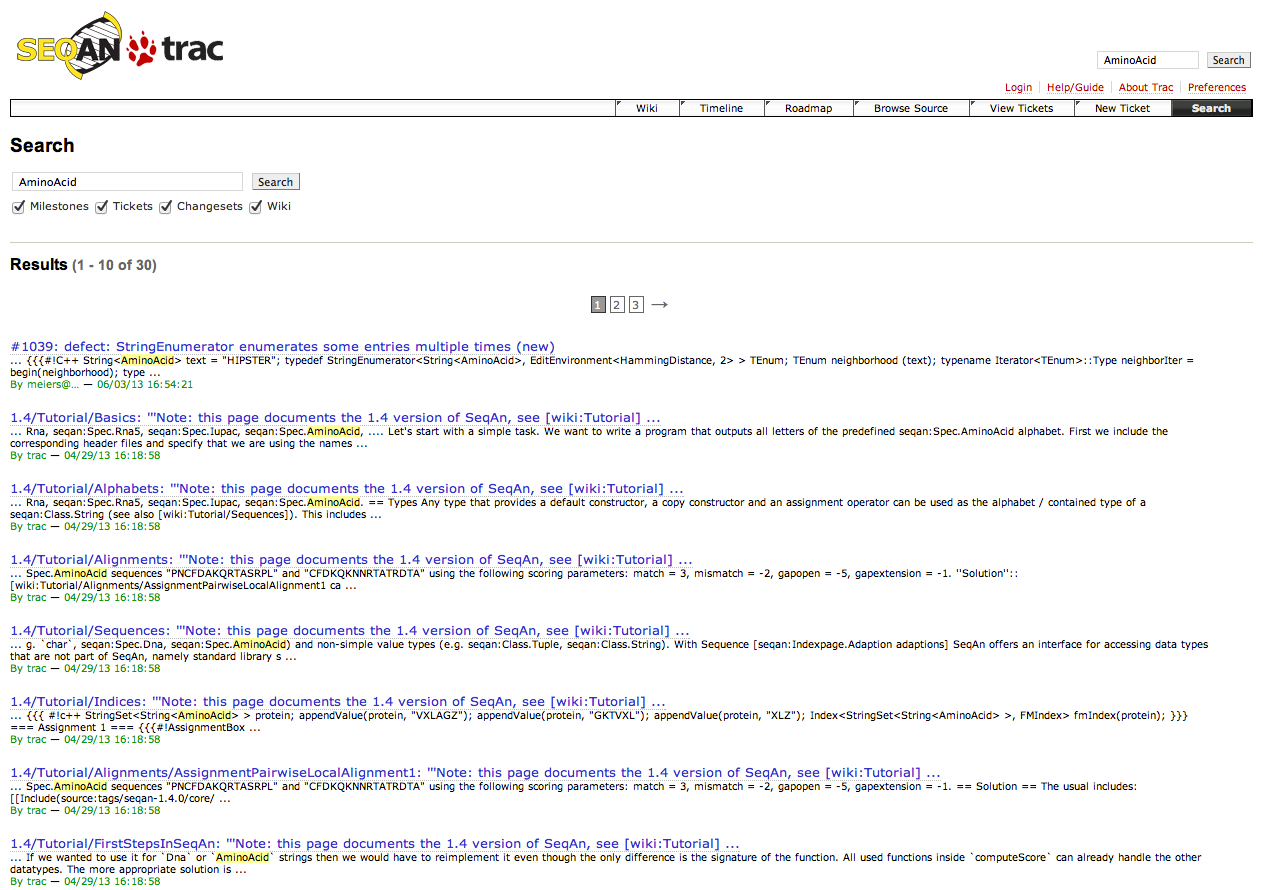 SEQAN trac
AminoAcid Search
Login Help/Guide About Trac Preferences
Wiki Timeline Roadmap Browse Source View Tickets New Ticket Search
Search
AminoAcid Search
Milestones Tickets Changesets Wiki
Results (1 - 10 of 30)
1 2 3 →
#1039: defect: StringEnumerator enumerates some entries multiple times (new)
... {{{#!C++ String<AminoAcid> text = "HIPSTER"; typedef StringEnumerator<String<AminoAcid>, EditEnvironment<HammingDistance, 2> > TEnum; TEnum neighborhood (text); typename Iterator<TEnum>::Type neighborIter =
begin(neighborhood); type ...
By meiers@... — 06/03/13 16:54:21
1.4/Tutorial/Basics: '''Note: this page documents the 1.4 version of SeqAn, see [wiki:Tutorial] ...
... Rna, seqan:Spec.Rna5, seqan:Spec.Iupac, seqan:Spec.AminoAcid, .... Let's start with a simple task. We want to write a program that outputs all letters of the predefined seqan:Spec.AminoAcid alphabet. First we include the
corresponding header files and specify that we are using the names ...
By trac — 04/29/13 16:18:58
1.4/Tutorial/Alphabets: '''Note: this page documents the 1.4 version of SeqAn, see [wiki:Tutorial] ...
... Rna, seqan:Spec.Rna5, seqan:Spec.Iupac, seqan:Spec.AminoAcid. == Types Any type that provides a default constructor, a copy constructor and an assignment operator can be used as the alphabet / contained type of a
seqan:Class.String (see also [wiki:Tutorial/Sequences]). This includes ...
By trac — 04/29/13 16:18:58
1.4/Tutorial/Alignments: '''Note: this page documents the 1.4 version of SeqAn, see [wiki:Tutorial] ...
... Spec.AminoAcid sequences "PNCFDAKQRTASRPL" and "CFDKQKNNRTATRDTA" using the following scoring parameters: match = 3, mismatch = -2, gapopen = -5, gapextension = -1. ''Solution''::
[wiki:Tutorial/Alignments/AssignmentPairwiseLocalAlignment1 ca ...
By trac — 04/29/13 16:18:58
1.4/Tutorial/Sequences: '''Note: this page documents the 1.4 version of SeqAn, see [wiki:Tutorial] ...
... g. `char`, seqan:Spec.Dna, seqan:Spec.AminoAcid) and non-simple value types (e.g. seqan:Class.Tuple, seqan:Class.String). With Sequence [seqan:Indexpage.Adaption adaptions] SeqAn offers an interface for accessing data types
that are not part of SeqAn, namely standard library s ...
By trac — 04/29/13 16:18:58
1.4/Tutorial/Indices: '''Note: this page documents the 1.4 version of SeqAn, see [wiki:Tutorial] ...
... {{{ #!c++ StringSet<String<AminoAcid> > protein; appendValue(protein, "VXLAGZ"); appendValue(protein, "GKTVXL"); appendValue(protein, "XLZ"); Index<StringSet<String<AminoAcid> >, FMIndex> fmIndex(protein); }}}
=== Assignment 1 === {{{#!AssignmentBox ...
By trac — 04/29/13 16:18:58
1.4/Tutorial/Alignments/AssignmentPairwiseLocalAlignment1: '''Note: this page documents the 1.4 version of SeqAn, see [wiki:Tutorial] ...
... Spec.AminoAcid sequences "PNCFDAKQRTASRPL" and "CFDKQKNNRTATRDTA" using the following scoring parameters: match = 3, mismatch = -2, gapopen = -5, gapextension = -1. == Solution == The usual includes:
[[Include(source:tags/seqan-1.4.0/core/ ...
By trac — 04/29/13 16:18:58
1.4/Tutorial/FirstStepsInSeqAn: '''Note: this page documents the 1.4 version of SeqAn, see [wiki:Tutorial] ...
... If we wanted to use it for `Dna` or `AminoAcid` strings then we would have to reimplement it even though the only difference is the signature of the function. All used functions inside `computeScore` can already handle the other
datatypes. The more appropriate solution is ...
By trac — 04/29/13 16:18:58